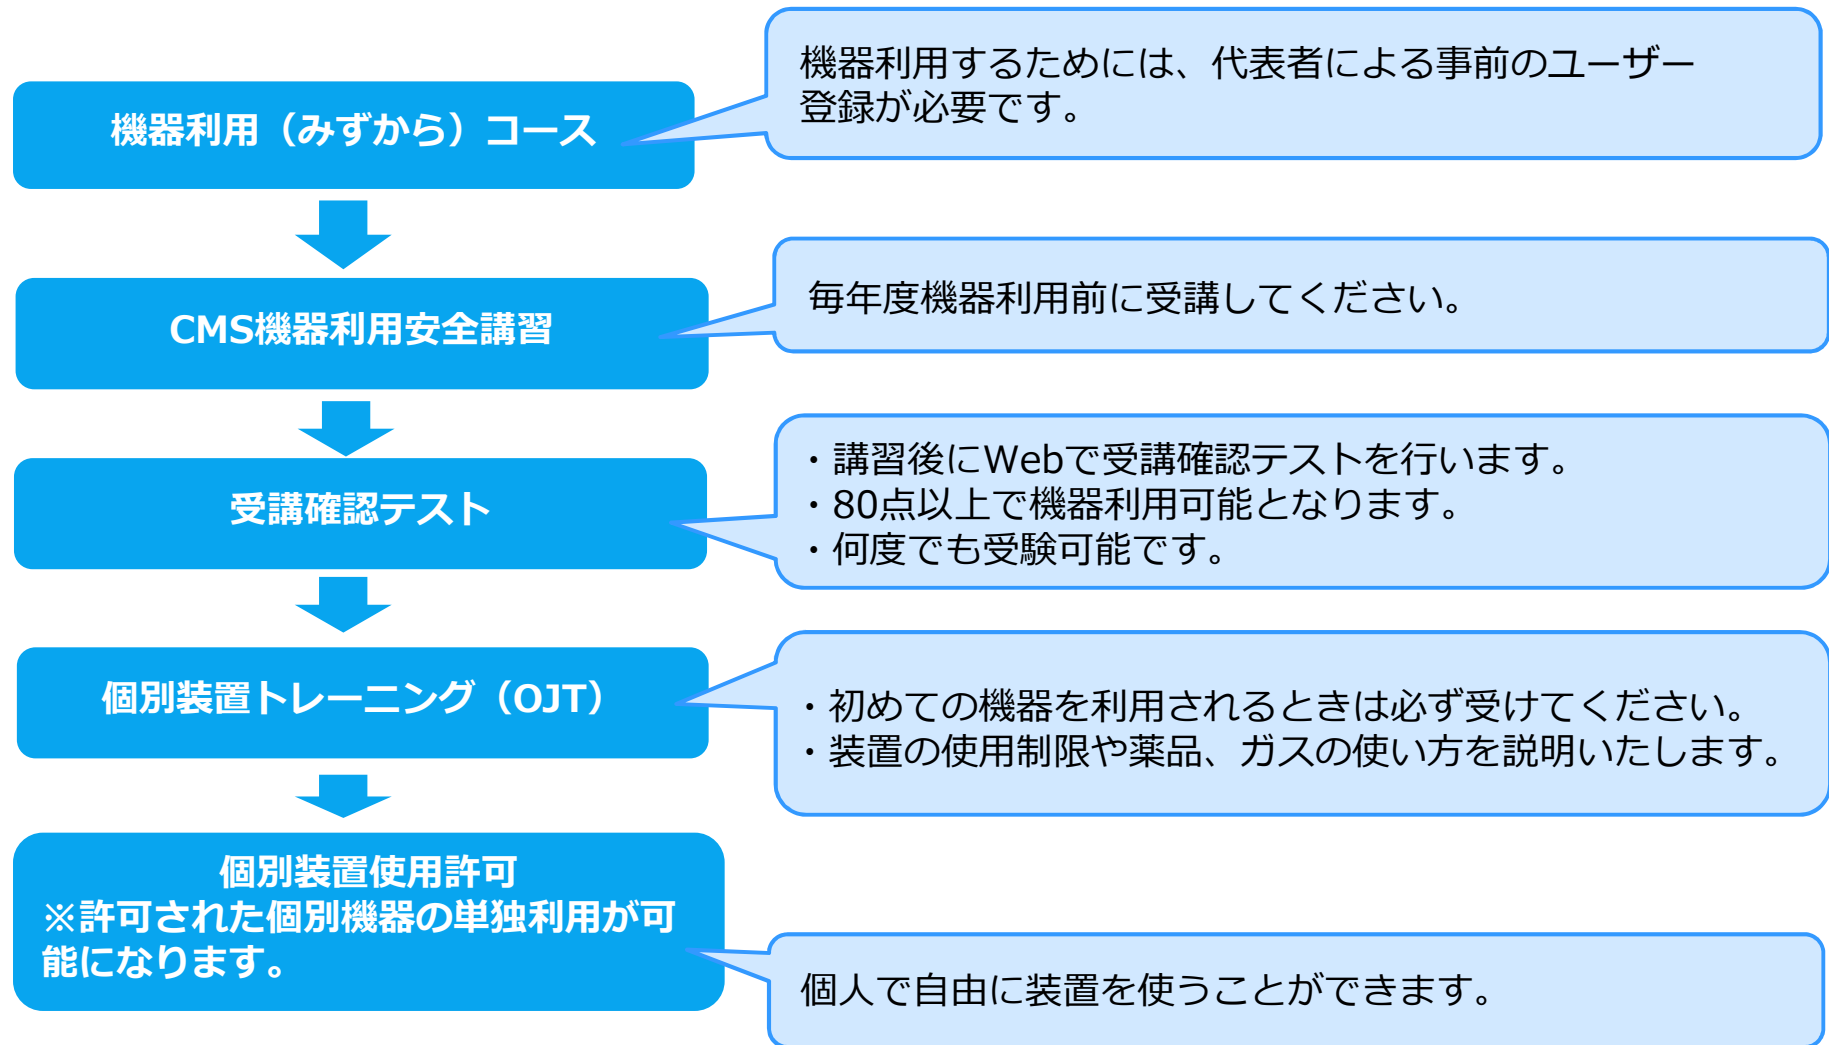 機器利用するためには、代表者による事前のユーザー
登録が必要です。
機器利用（みずから）コース
毎年度機器利用前に受講してください。
CMS機器利用安全講習
・講習後にWebで受講確認テストを行います。
・80点以上で機器利用可能となります。
・何度でも受験可能です。
受講確認テスト
個別装置トレーニング（OJT）
・初めての機器を利用されるときは必ず受けてください。
・装置の使用制限や薬品、ガスの使い方を説明いたします。
個別装置使用許可
※許可された個別機器の単独利用が可
能になります。
個人で自由に装置を使うことができます。